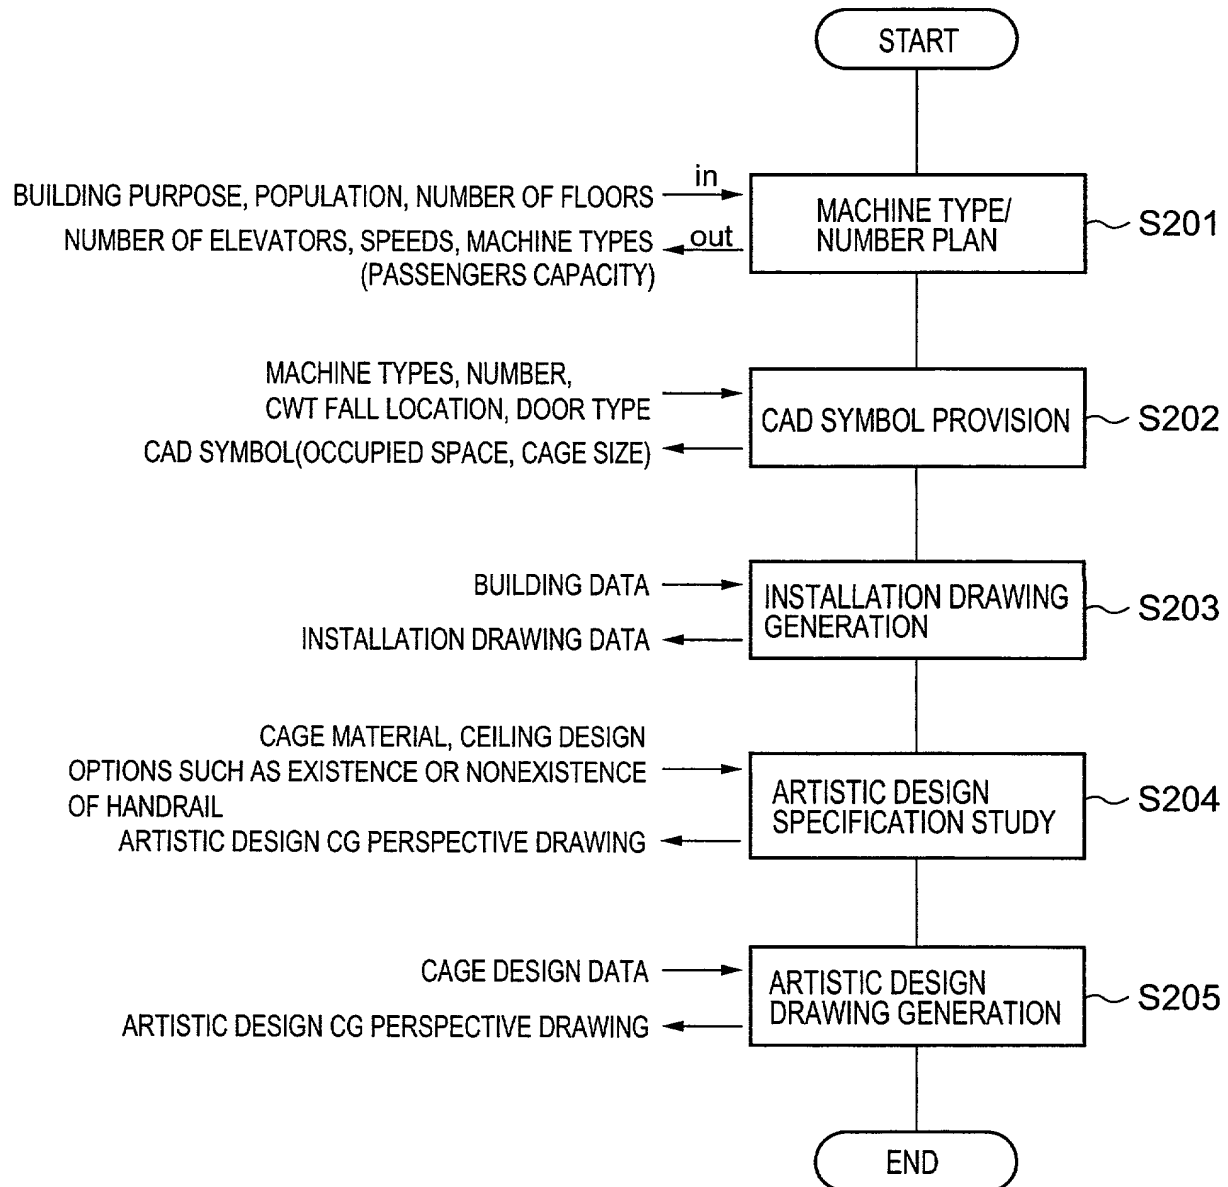 START
in
BUILDING PURPOSE, POPULATION, NUMBER OF FLOORS
NUMBER OF ELEVATORS, SPEEDS, MACHINE TYPES
(PASSENGERS CAPACITY)
out
MACHINE TYPE/
NUMBER PLAN
S201
MACHINE TYPES, NUMBER,
CWT FALL LOCATION, DOOR TYPE
CAD SYMBOL(OCCUPIED SPACE, CAGE SIZE)
CAD SYMBOL PROVISION
S202
BUILDING DATA
INSTALLATION DRAWING DATA
INSTALLATION DRAWING
GENERATION
S203
CAGE MATERIAL, CEILING DESIGN
OPTIONS SUCH AS EXISTENCE OR NONEXISTENCE
OF HANDRAIL
ARTISTIC DESIGN CG PERSPECTIVE DRAWING
ARTISTIC DESIGN
SPECIFICATION STUDY
S204
CAGE DESIGN DATA
ARTISTIC DESIGN CG PERSPECTIVE DRAWING
ARTISTIC DESIGN
DRAWING GENERATION
S205
END